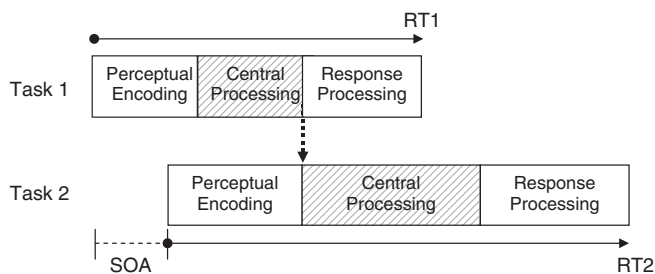 RT1
Task 1
Perceptual
Encoding
Central
Processing
Response
Processing
Task 2
Perceptual
Encoding
Central
Processing
Response
Processing
SOA
RT2